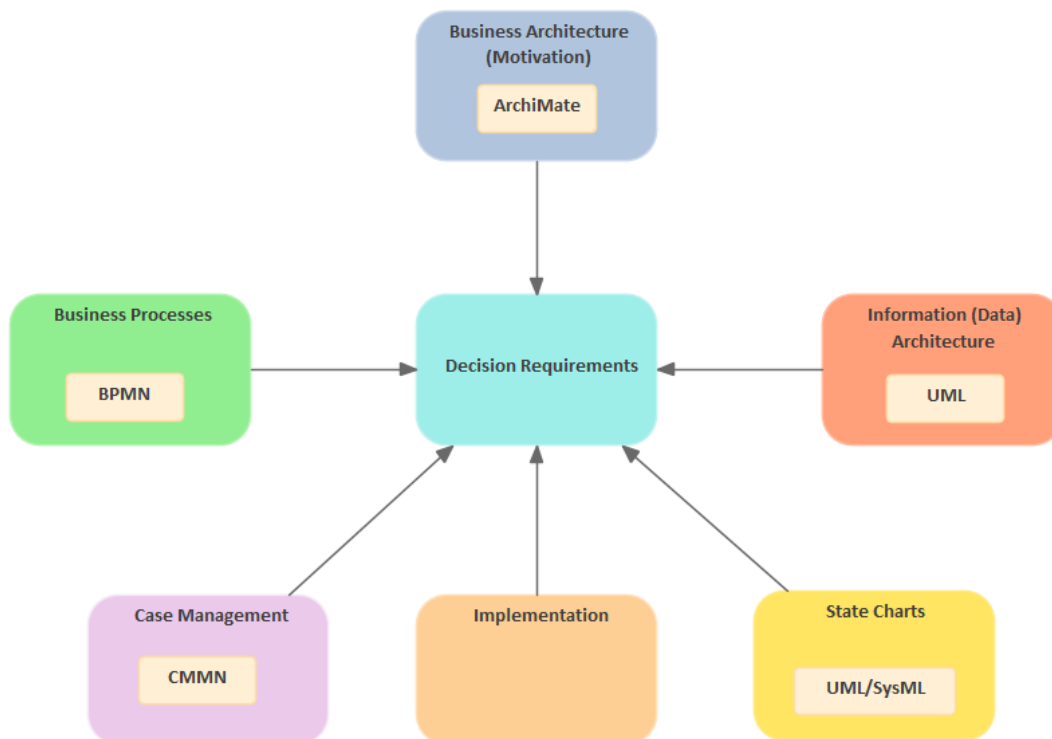 Business Architecture
(Motivation)
ArchiMate
Business Processes
BPMN
Decision Requirements
Information (Data)
Architecture
UML
Case Management
CMMN
Implementation
State Charts
UML/SysML